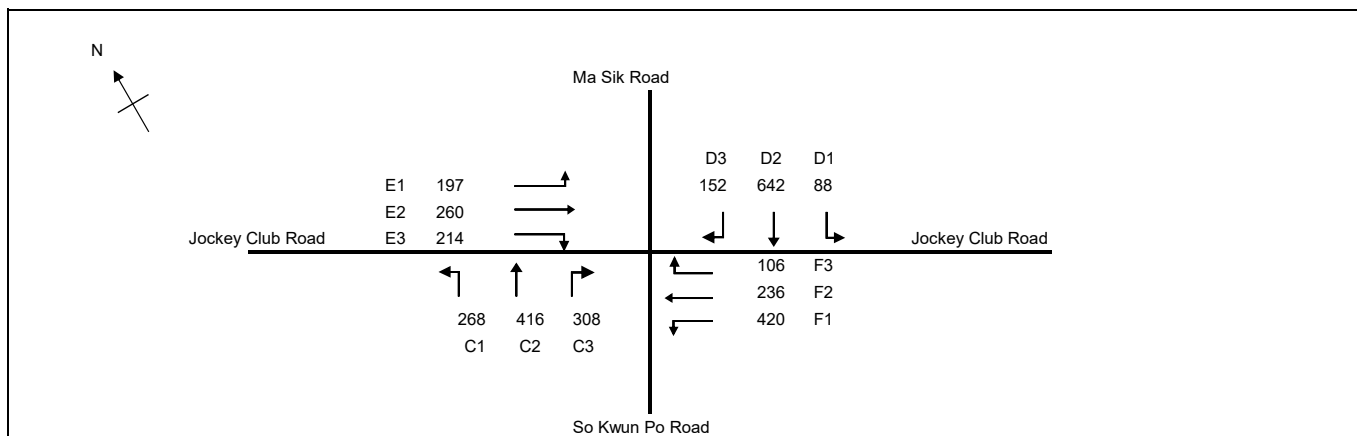 N
Ma Sik Road
D3 D2 D1
E1 197 152 642 88
E2 260
E3 214
Jockey Club Road Jockey Club Road
106 F3
236 F2
268 416 308 420 F1
C1 C2 C3
So Kwun Po Road